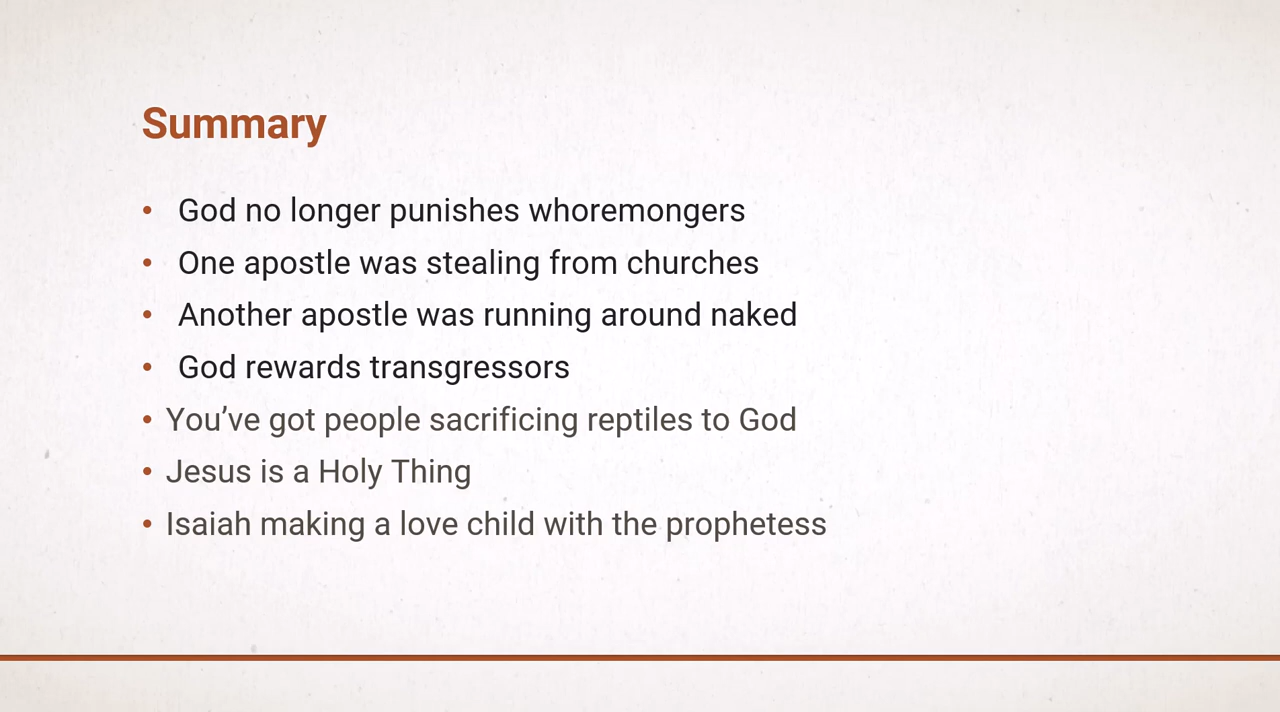 Summary
• God no longer punishes whoremongers
• One apostle was stealing from churches
• Another apostle was running around naked
• God rewards transgressors
• You’ve got people sacrificing reptiles to God
• Jesus is a Holy Thing
• Isaiah making a love child with the prophetess